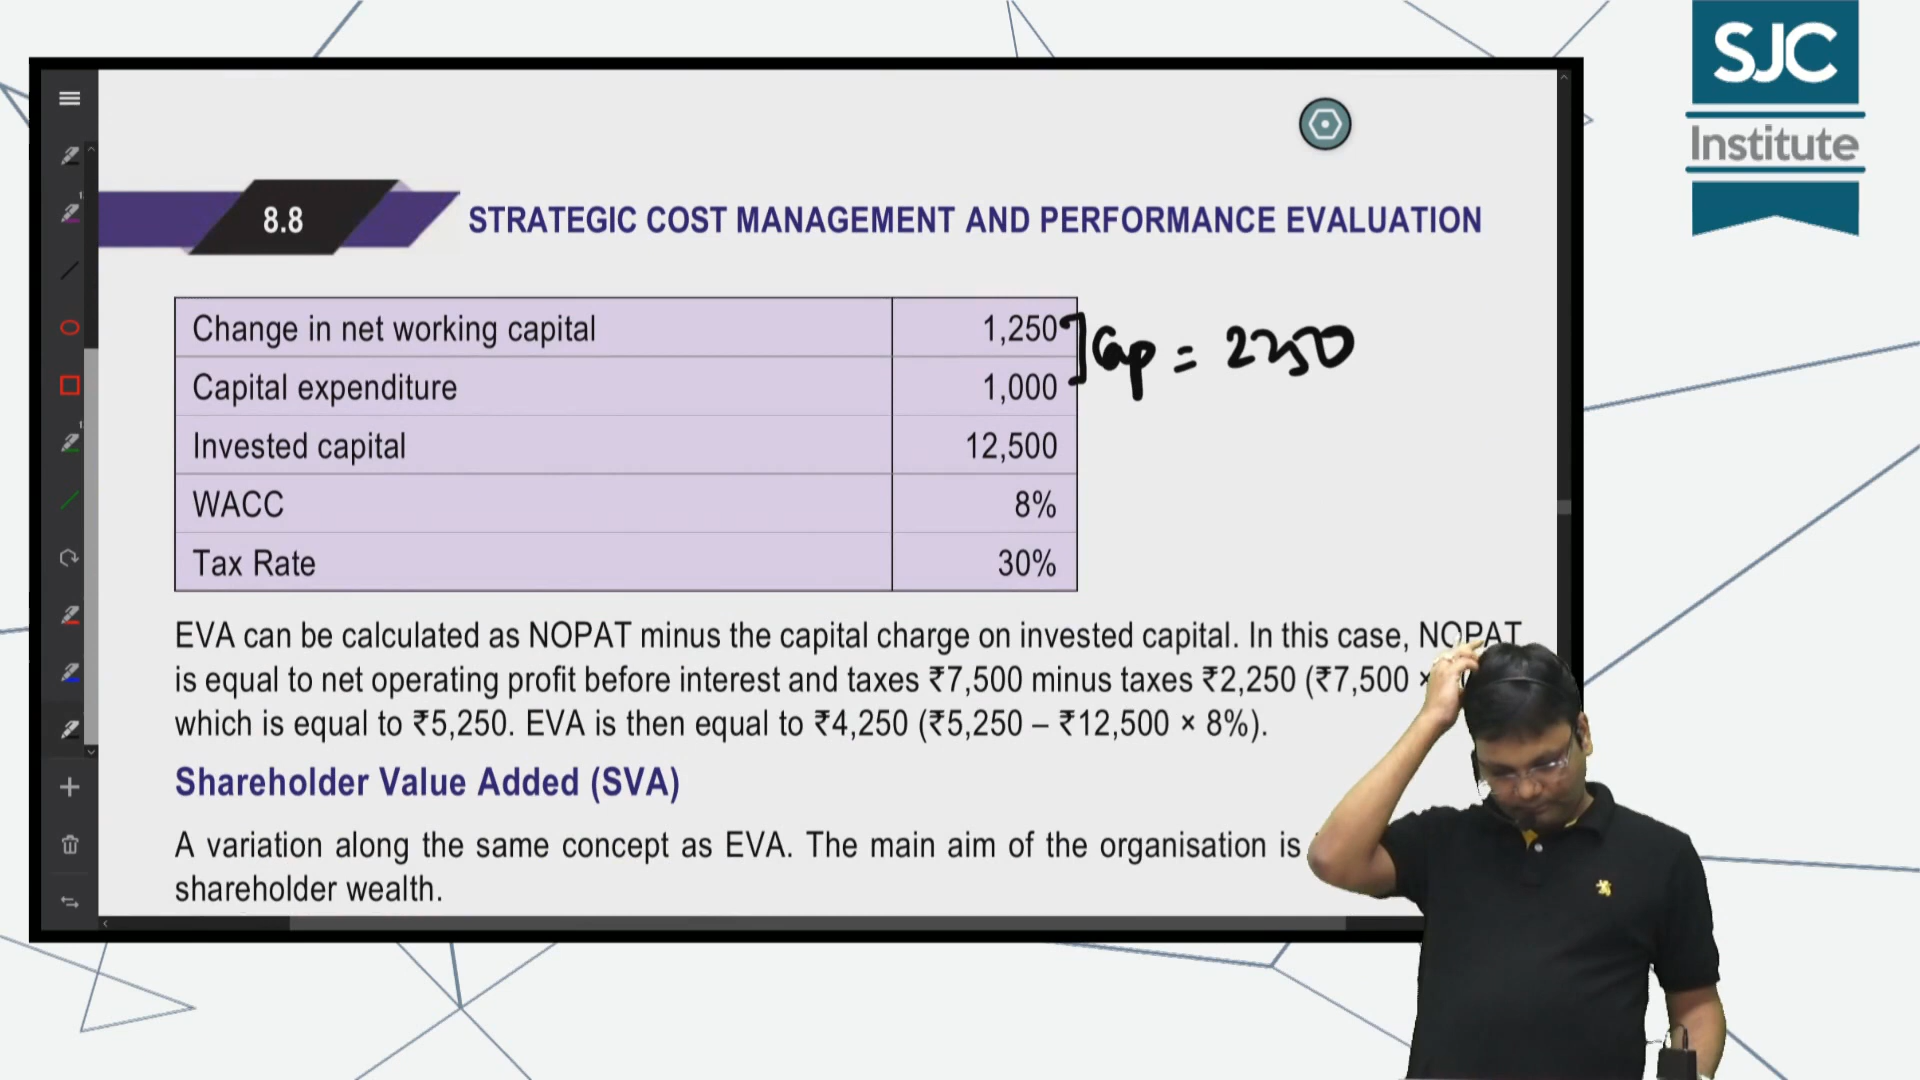 SJC
Institute
8.8 STRATEGIC COST MANAGEMENT AND PERFORMANCE EVALUATION
Change in net working capital 1,250
Capital expenditure 1,000
Cap = 2250
Invested capital 12,500
WACC 8%
Tax Rate 30%
EVA can be calculated as NOPAT minus the capital charge on invested capital. In this case, NOPAT
is equal to net operating profit before interest and taxes ₹7,500 minus taxes ₹2,250 (₹7,500 ×
which is equal to ₹5,250. EVA is then equal to ₹4,250 (₹5,250 – ₹12,500 × 8%).
Shareholder Value Added (SVA)
A variation along the same concept as EVA. The main aim of the organisation is
shareholder wealth.